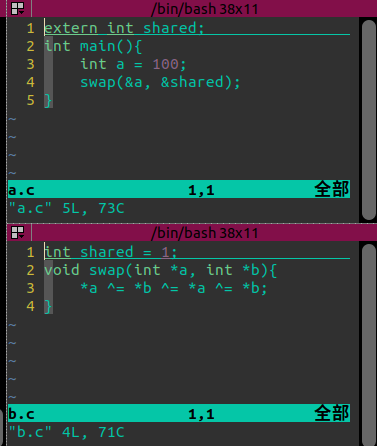 /bin/bash 38x11
1 extern int shared;
2 int main(){
3     int a = 100;
4     swap(&a, &shared);
5 }
~
~
~
~
a.c 1,1 全部
"a.c" 5L, 73C
/bin/bash 38x11
1 int shared = 1;
2 void swap(int *a, int *b){
3     *a ^= *b ^= *a ^= *b;
4 }
~
~
~
~
~
b.c 1,1 全部
"b.c" 4L, 71C